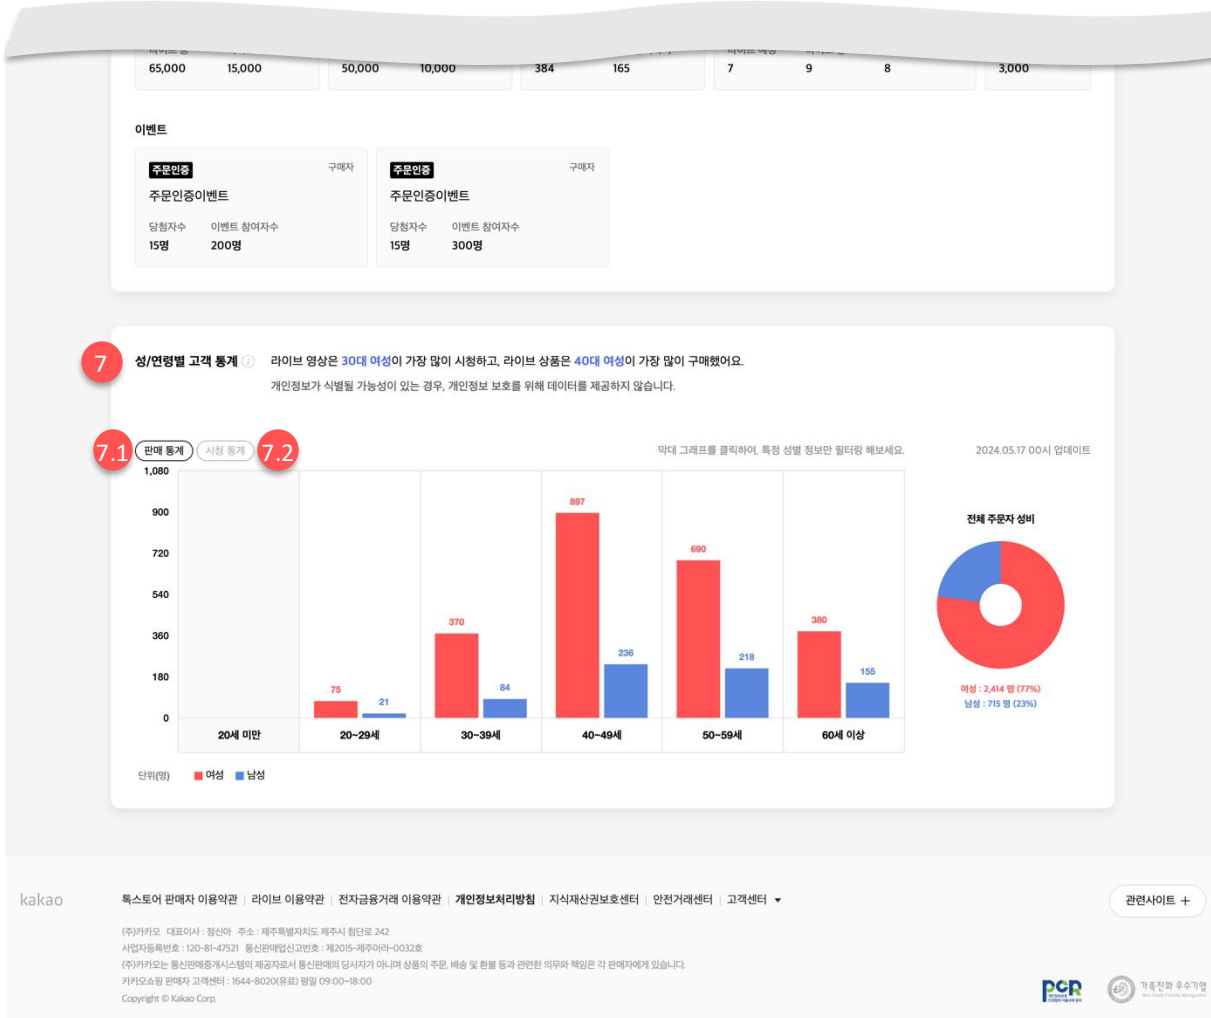 65,000 15,000 50,000 10,000 384 165 7 9 8 3,000
이벤트
주문인증 구매자
주문인증이벤트
당첨자수 이벤트 참여자수
15명 200명
주문인증 구매자
주문인증이벤트
당첨자수 이벤트 참여자수
15명 300명
7 성/연령별 고객 통계 라이브 영상은 30대 여성이 가장 많이 시청하고, 라이브 상품은 40대 여성이 가장 많이 구매했어요.
개인정보가 식별될 가능성이 있는 경우, 개인정보 보호를 위해 데이터를 제공하지 않습니다.
7.1 판매 통계 시청 통계 7.2 막대 그래프를 클릭하여, 특정 성별 정보만 필터링 해보세요. 2024.05.17 00시 업데이트
1,080
900
720
540
360
180
0
75 21
370 84
897 236
690 218
380 155
20세 미만 20~29세 30~39세 40~49세 50~59세 60세 이상
단위(명) 여성 남성
전체 주문자 성비
여성 : 2,414 명 (77%)
남성 : 715 명 (23%)
kakao
톡스토어 판매자 이용약관 | 라이브 이용약관 | 전자금융거래 이용약관 | 개인정보처리방침 | 지식재산권보호센터 | 안전거래센터 | 고객센터 ▼
관련사이트 +
(주)카카오 대표이사 : 정신아 주소 : 제주특별자치도 제주시 첨단로 242
사업자등록번호 : 120-81-47521 통신판매업신고번호 : 제2015-제주아라-0032호
(주)카카오는 통신판매중개시스템의 제공자로서 통신판매의 당사자가 아니며 상품의 주문, 배송 및 환불 등과 관련한 의무와 책임은 각 판매자에게 있습니다.
카카오쇼핑 판매자 고객센터 : 1644-8020(유료) 평일 09:00~18:00
Copyright © Kakao Corp.
가족친화 우수기업